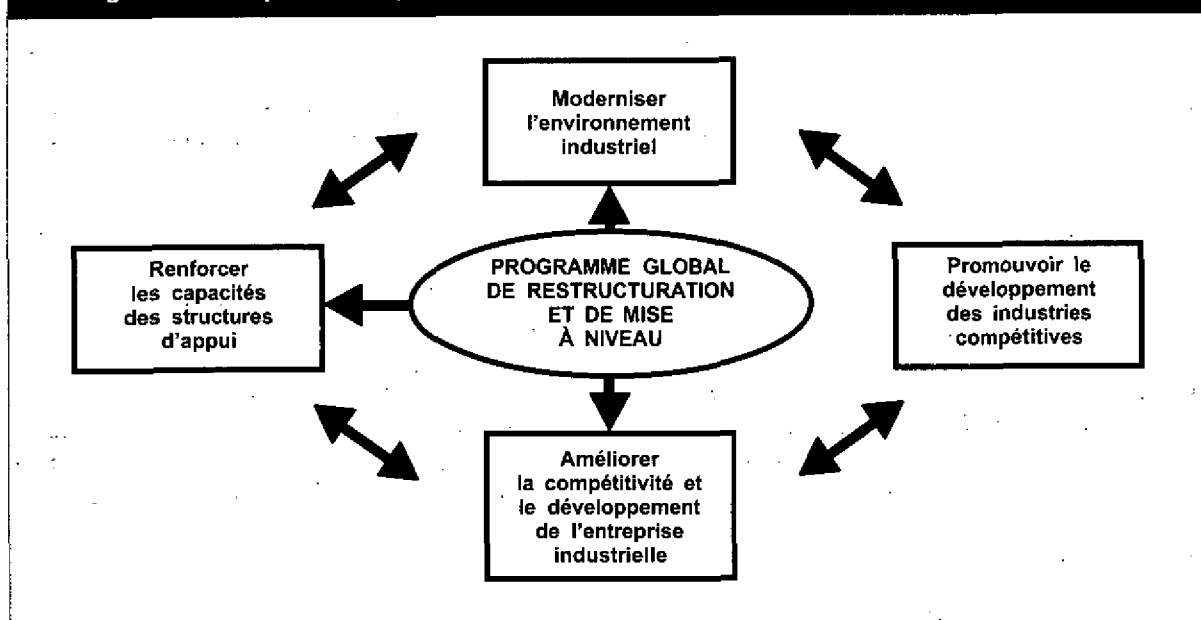 Moderniser
l'environnement
industriel
Renforcer
les capacités
des structures
d'appui
PROGRAMME GLOBAL
DE RESTRUCTURATION
ET DE MISE
À NIVEAU
Promouvoir le
développement
des industries
compétitives
Améliorer
la compétitivité et
le développement
de l'entreprise
industrielle